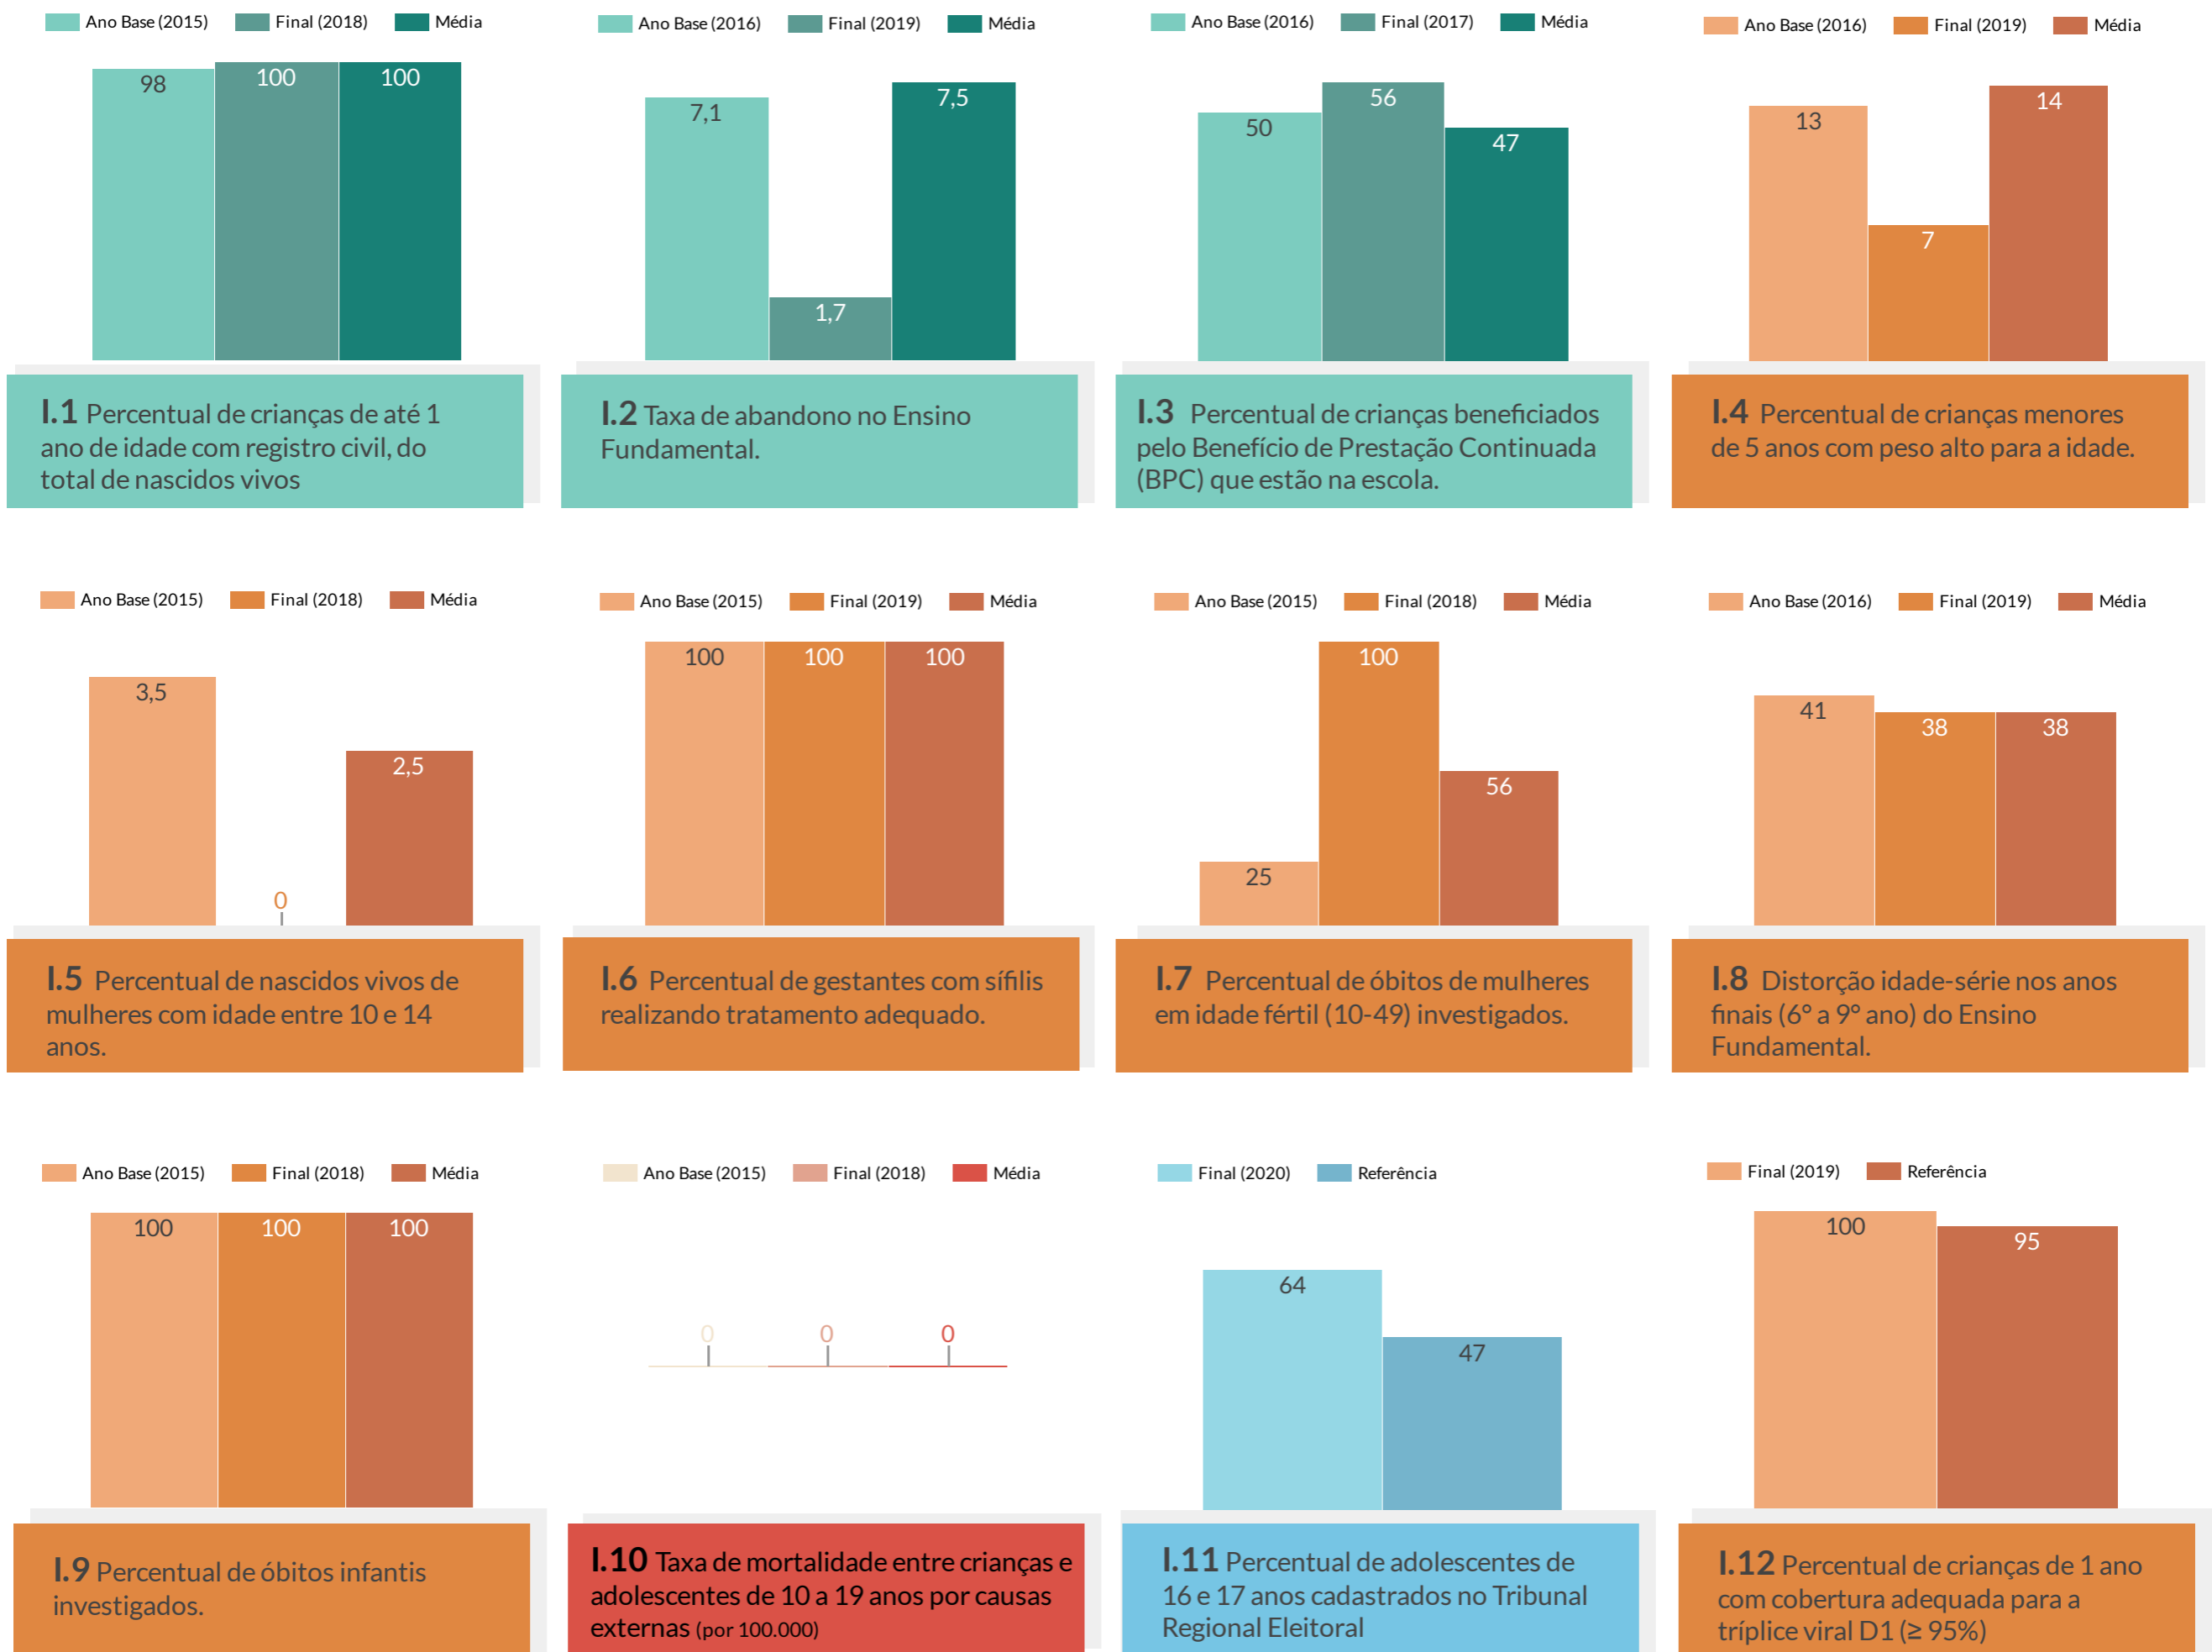 Ano Base (2015) Final (2018) Média
98 100 100
I.1 Percentual de crianças de até 1
ano de idade com registro civil, do
total de nascidos vivos
Ano Base (2016) Final (2019) Média
7,1 1,7 7,5
I.2 Taxa de abandono no Ensino
Fundamental.
Ano Base (2016) Final (2017) Média
50 56 47
I.3 Percentual de crianças beneficiados
pelo Benefício de Prestação Continuada
(BPC) que estão na escola.
Ano Base (2016) Final (2019) Média
13 7 14
I.4 Percentual de crianças menores
de 5 anos com peso alto para a idade.
Ano Base (2015) Final (2018) Média
3,5 0 2,5
I.5 Percentual de nascidos vivos de
mulheres com idade entre 10 e 14
anos.
Ano Base (2015) Final (2019) Média
100 100 100
I.6 Percentual de gestantes com sífilis
realizando tratamento adequado.
Ano Base (2015) Final (2018) Média
25 100 56
I.7 Percentual de óbitos de mulheres
em idade fértil (10-49) investigados.
Ano Base (2016) Final (2019) Média
41 38 38
I.8 Distorção idade-série nos anos
finais (6º a 9º ano) do Ensino
Fundamental.
Ano Base (2015) Final (2018) Média
100 100 100
I.9 Percentual de óbitos infantis
investigados.
Ano Base (2015) Final (2018) Média
0 0 0
I.10 Taxa de mortalidade entre crianças e
adolescentes de 10 a 19 anos por causas
externas (por 100.000)
Final (2020) Referência
64 47
I.11 Percentual de adolescentes de
16 e 17 anos cadastrados no Tribunal
Regional Eleitoral
Final (2019) Referência
100 95
I.12 Percentual de crianças de 1 ano
com cobertura adequada para a
tríplice viral D1 (≥ 95%)